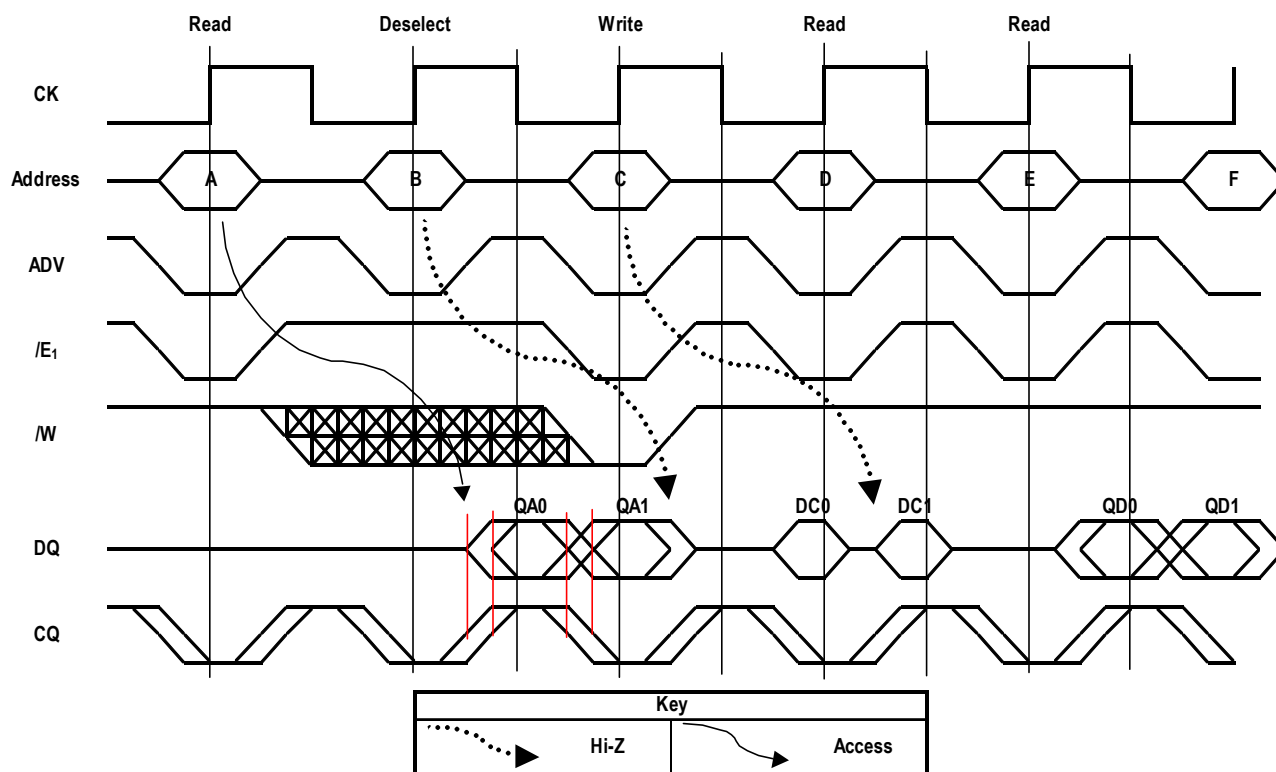 Read Deselect Write Read Read
CK
Address A B C D E F
ADV
/E₁
/W
QA0 QA1 DC0 DC1 QD0 QD1
DQ
CQ
Key
Hi-Z Access